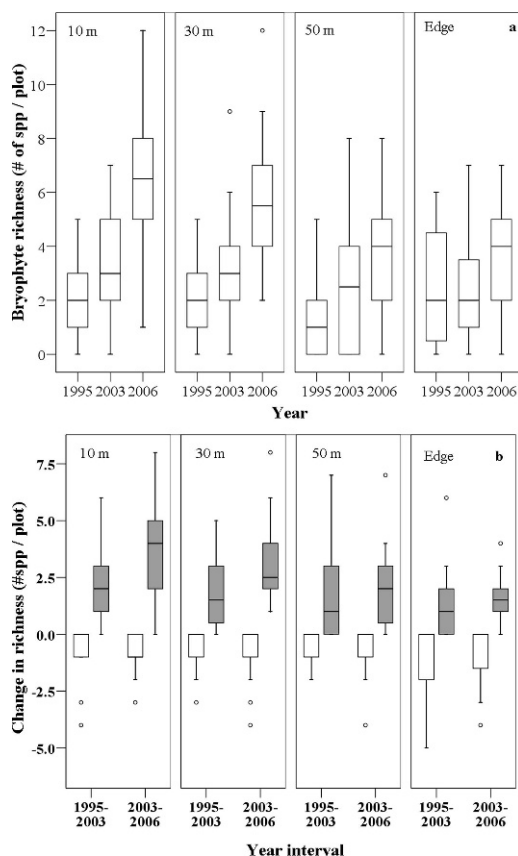 10 m 30 m 50 m Edge a
12
10
8
6
4
2
0
Bryophyte richness (# of spp / plot)
1995 2003 2006 1995 2003 2006 1995 2003 2006 1995 2003 2006
Year
10 m 30 m 50 m Edge b
7.5
5.0
2.5
0.0
-2.5
-5.0
Change in richness (#spp / plot)
1995- 2003- 1995- 2003- 1995- 2003- 1995- 2003-
2003 2006 2003 2006 2003 2006 2003 2006
Year interval